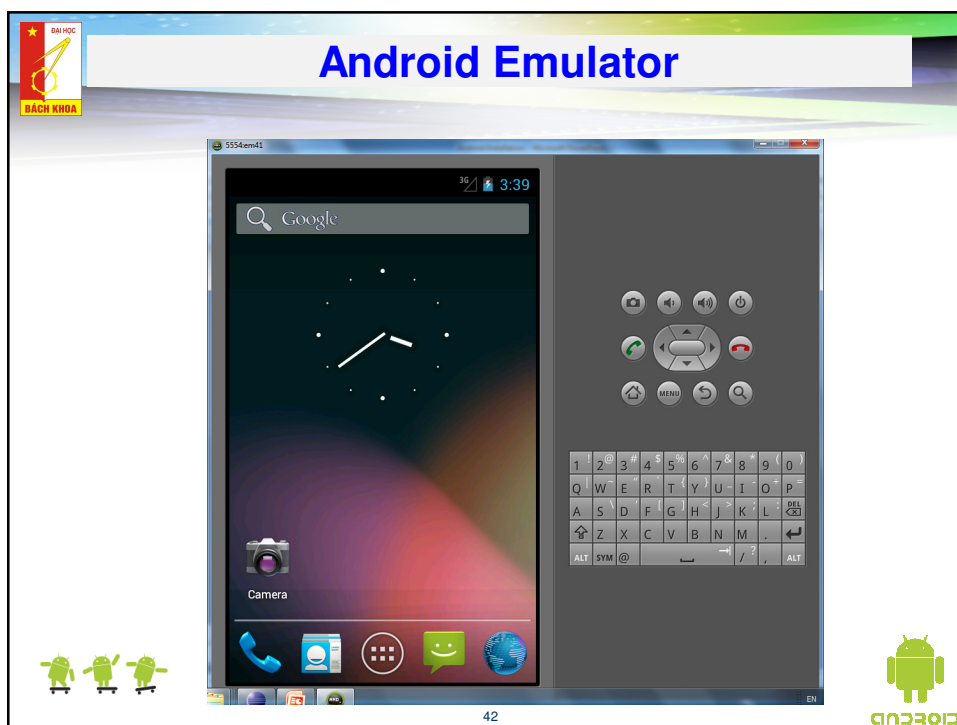 ĐẠI HỌC
BÁCH KHOA
Android Emulator
5554:em41
3G 3:39
Google
MENU
1 ! 2 @ 3 # 4 $ 5 % 6 ^ 7 & 8 * 9 ( 0 )
Q | W ~ E " R ` T { Y } U _ I - O + P =
A S \ D ' F [ G ] H < J > K ; L : DEL
Z X C V B N M .
ALT SYM @ / ? , ALT
Camera
EN
42
ANDROID